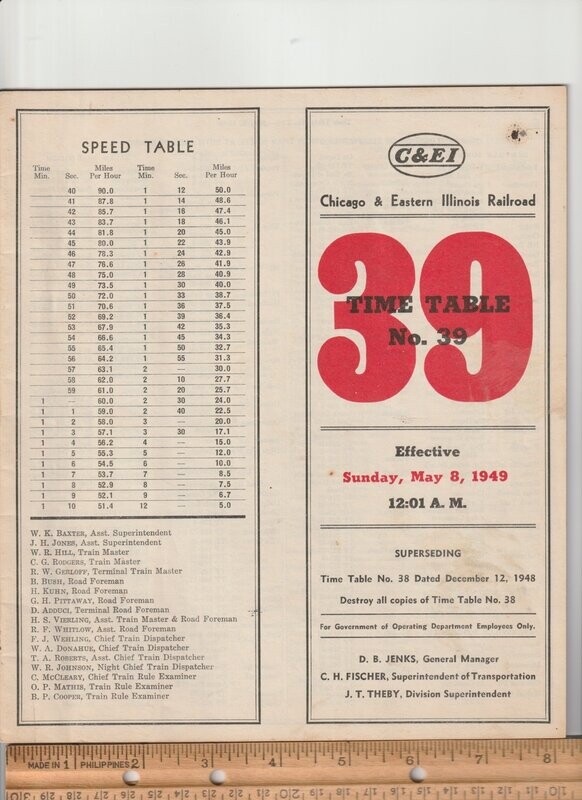 SPEED TABLE
Time Miles Time Miles
Min. Sec. Per Hour Min. Sec. Per Hour
40 90.0 1 12 50.0
41 87.8 1 14 48.6
42 85.7 1 16 47.4
43 83.7 1 18 46.1
44 81.8 1 20 45.0
45 80.0 1 22 43.9
46 78.3 1 24 42.9
47 76.6 1 26 41.9
48 75.0 1 28 40.9
49 73.5 1 30 40.0
50 72.0 1 33 38.7
51 70.6 1 36 37.5
52 69.2 1 39 36.4
53 67.9 1 42 35.3
54 66.6 1 45 34.3
55 65.4 1 50 32.7
56 64.2 1 55 31.3
57 63.1 2 — 30.0
58 62.0 2 10 27.7
59 61.0 2 20 25.7
1 — 60.0 2 30 24.0
1 1 59.0 2 40 22.5
1 2 58.0 3 — 20.0
1 3 57.1 3 30 17.1
1 4 56.2 4 — 15.0
1 5 55.3 5 — 12.0
1 6 54.5 6 — 10.0
1 7 53.7 7 — 8.5
1 8 52.9 8 — 7.5
1 9 52.1 9 — 6.7
1 10 51.4 12 — 5.0
W. K. BAXTER, Asst. Superintendent
J. H. JONES, Asst. Superintendent
W. R. HILL, Train Master
C. G. RODGERS, Train Master
R. W. GERLOFF, Terminal Train Master
B. BUSH, Road Foreman
H. KUHN, Road Foreman
G. H. PITTAWAY, Road Foreman
D. ADDUCI, Terminal Road Foreman
H. S. VIERLING, Asst. Train Master & Road Foreman
R. F. WHITLOW, Asst. Road Foreman
F. J. WEHLING, Chief Train Dispatcher
W. A. DONAHUE, Chief Train Dispatcher
T. A. ROBERTS, Asst. Chief Train Dispatcher
W. R. JOHNSON, Night Chief Train Dispatcher
C. MCCLEARY, Chief Train Rule Examiner
O. P. MATHIS, Train Rule Examiner
B. P. COOPER, Train Rule Examiner
C&EI
Chicago & Eastern Illinois Railroad
39
TIME TABLE
No. 39
Effective
Sunday, May 8, 1949
12:01 A. M.
SUPERSEDING
Time Table No. 38 Dated December 12, 1948
Destroy all copies of Time Table No. 38
For Government of Operating Department Employees Only.
D. B. JENKS, General Manager
C. H. FISCHER, Superintendent of Transportation
J. T. THEBY, Division Superintendent
MADE IN 1 PHILIPPINES 2 3 4 5 6 7 8